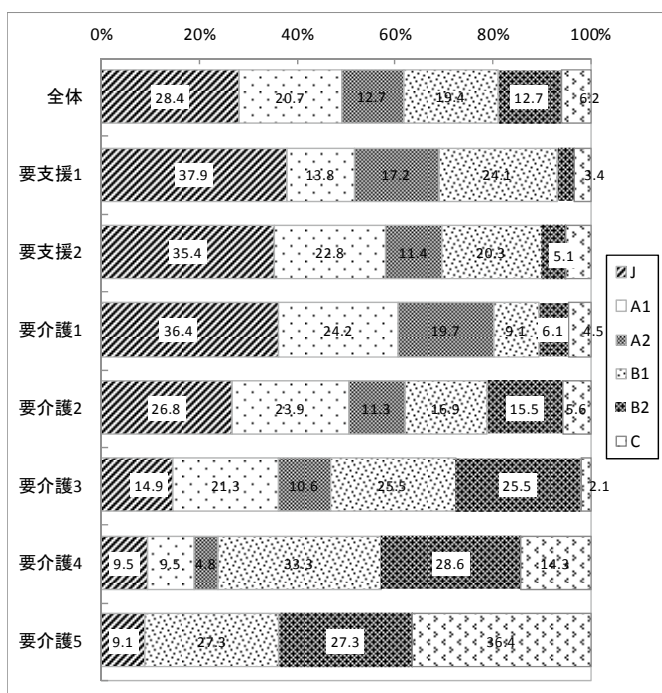 0% 20% 40% 60% 80% 100%
全体 28.4 20.7 12.7 19.4 12.7 6.2
要支援1 37.9 13.8 17.2 24.1 3.4
要支援2 35.4 22.8 11.4 20.3 5.1
要介護1 36.4 24.2 19.7 9.1 6.1 4.5
要介護2 26.8 23.9 11.3 16.9 15.5 5.6
要介護3 14.9 21.3 10.6 25.5 25.5 2.1
要介護4 9.5 9.5 4.8 33.3 28.6 14.3
要介護5 9.1 27.3 27.3 36.4
J
A1
A2
B1
B2
C